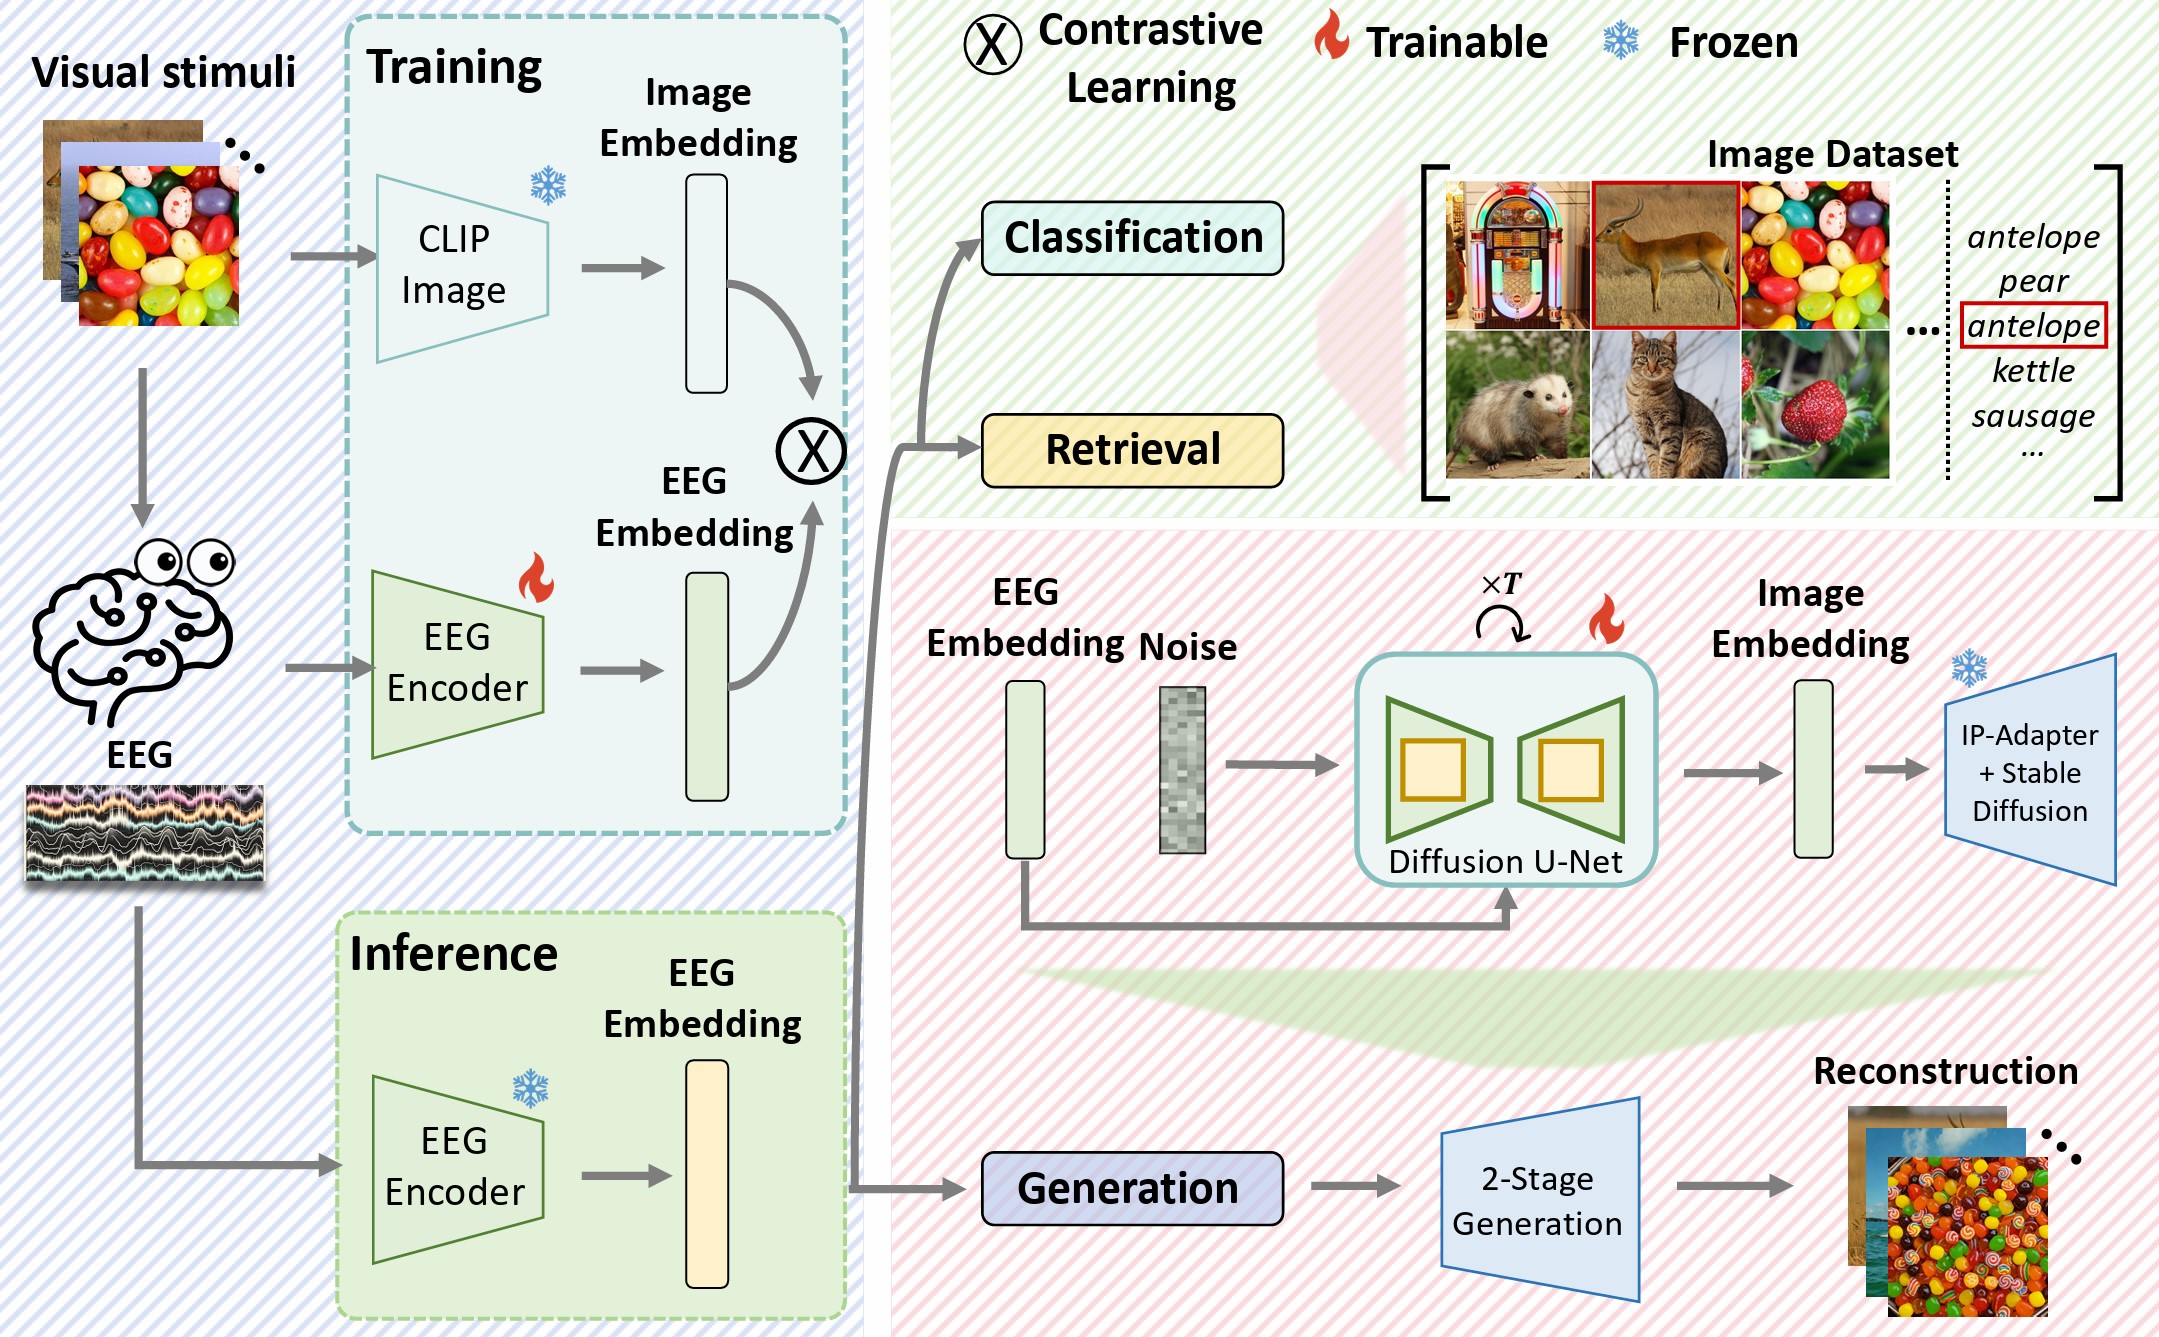 Visual stimuli
Training
Image
Embedding
CLIP
Image
X
EEG
Embedding
EEG
Encoder
EEG
Inference
EEG
Embedding
EEG
Encoder
X
Contrastive
Learning
Trainable
Frozen
Classification
Retrieval
Image Dataset
...
antelope
pear
antelope
kettle
sausage
...
EEG
Embedding
Noise
×T
Diffusion U-Net
Image
Embedding
IP-Adapter
+ Stable
Diffusion
Generation
2-Stage
Generation
Reconstruction